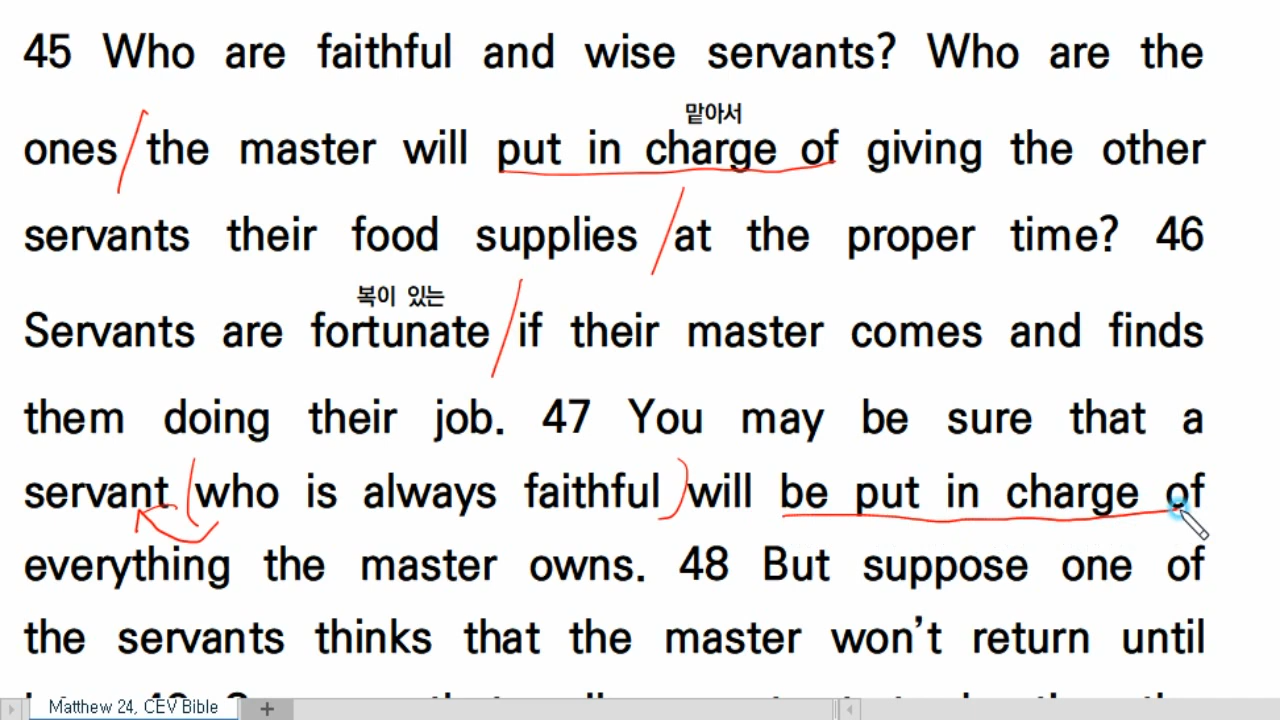 45 Who are faithful and wise servants? Who are the
맡아서
ones the master will put in charge of giving the other
servants their food supplies at the proper time? 46
복이 있는
Servants are fortunate if their master comes and finds
them doing their job. 47 You may be sure that a
servant who is always faithful will be put in charge of
everything the master owns. 48 But suppose one of
the servants thinks that the master won't return until
Matthew 24, CEV Bible